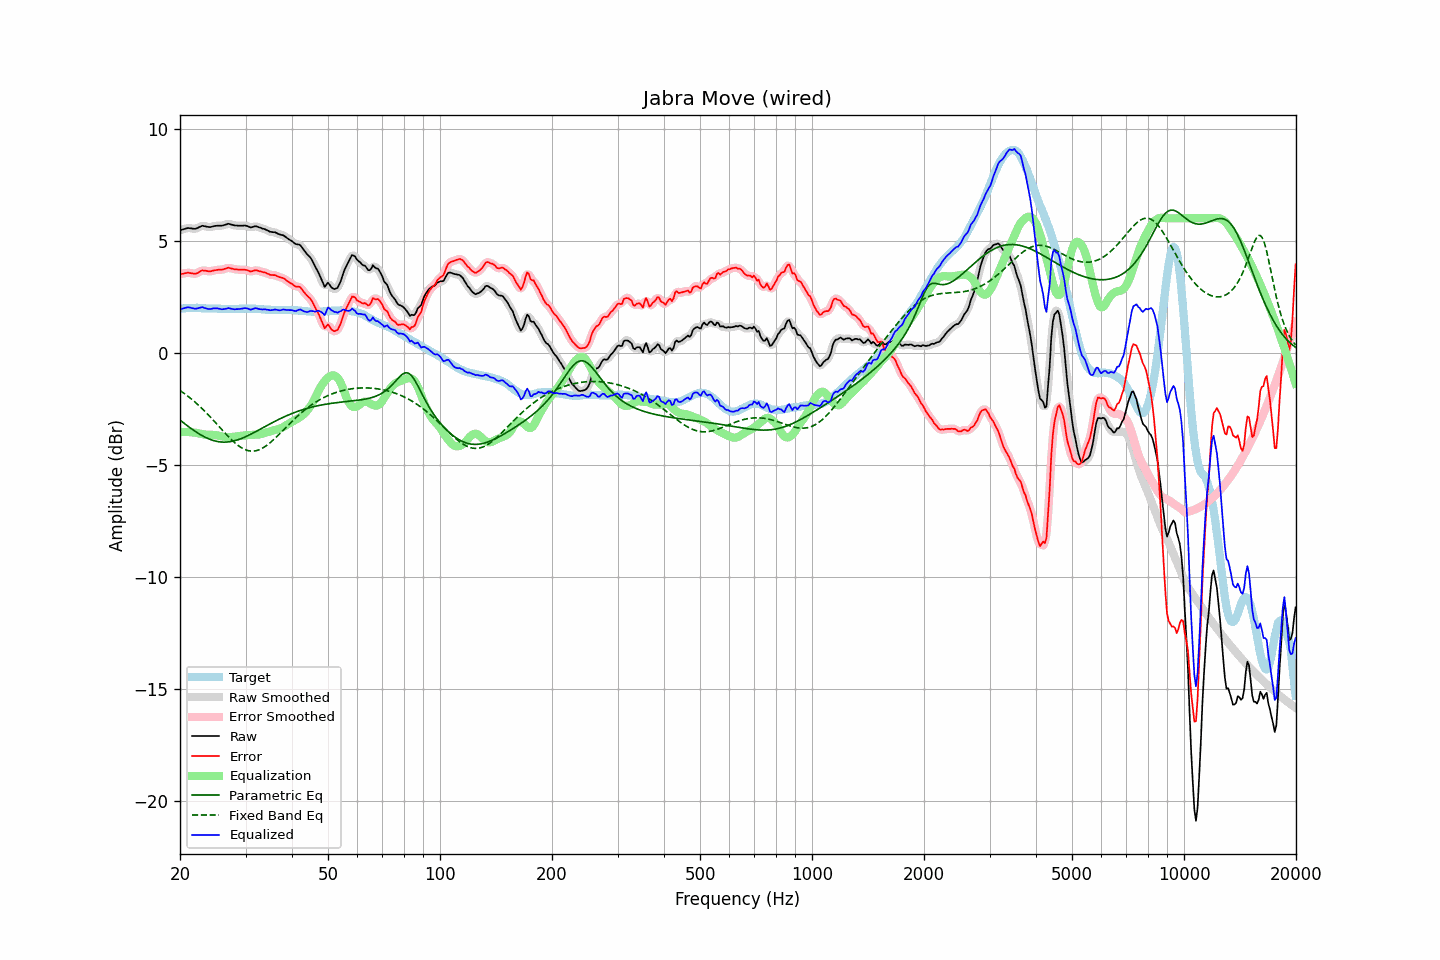 Jabra Move (wired)
10
5
0
−5
−10
−15
−20
Amplitude (dBr)
Target
Raw Smoothed
Error Smoothed
Raw
Error
Equalization
Parametric Eq
Fixed Band Eq
Equalized
20 50 100 200 500 1000 2000 5000 10000 20000
Frequency (Hz)